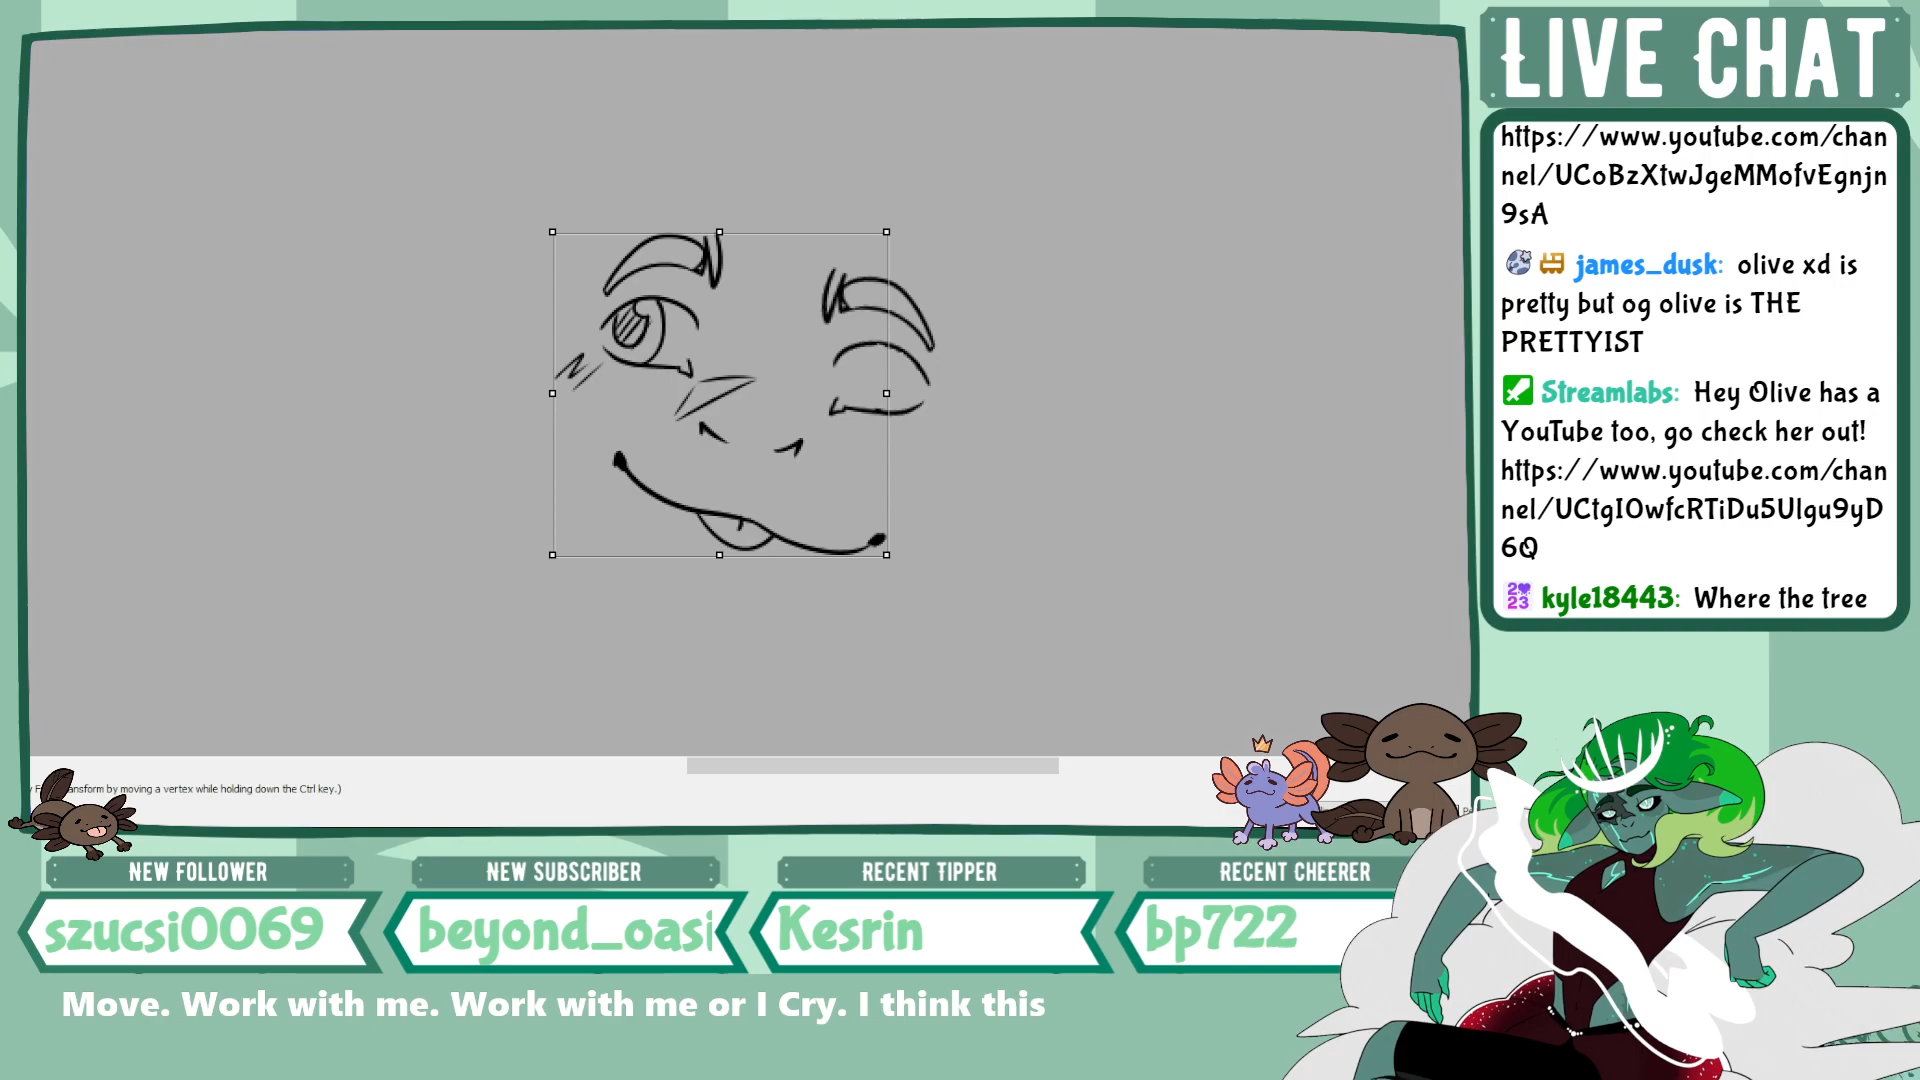 LIVE CHAT
https://www.youtube.com/chan
nel/UCoBzXtwJgeMMofvEgnjn
9sA
james_dusk: olive xd is
pretty but og olive is THE
PRETTYIST
Streamlabs: Hey Olive has a
YouTube too, go check her out!
https://www.youtube.com/chan
nel/UCtgIOwfcRTiDu5Ulgu9yD
6Q
2023 kyle18443: Where the tree
ansform by moving a vertex while holding down the Ctrl key.)
NEW FOLLOWER
szucsi0069
NEW SUBSCRIBER
beyond_oasi
RECENT TIPPER
Kesrin
RECENT CHEERER
bp722
Move. Work with me. Work with me or I Cry. I think this